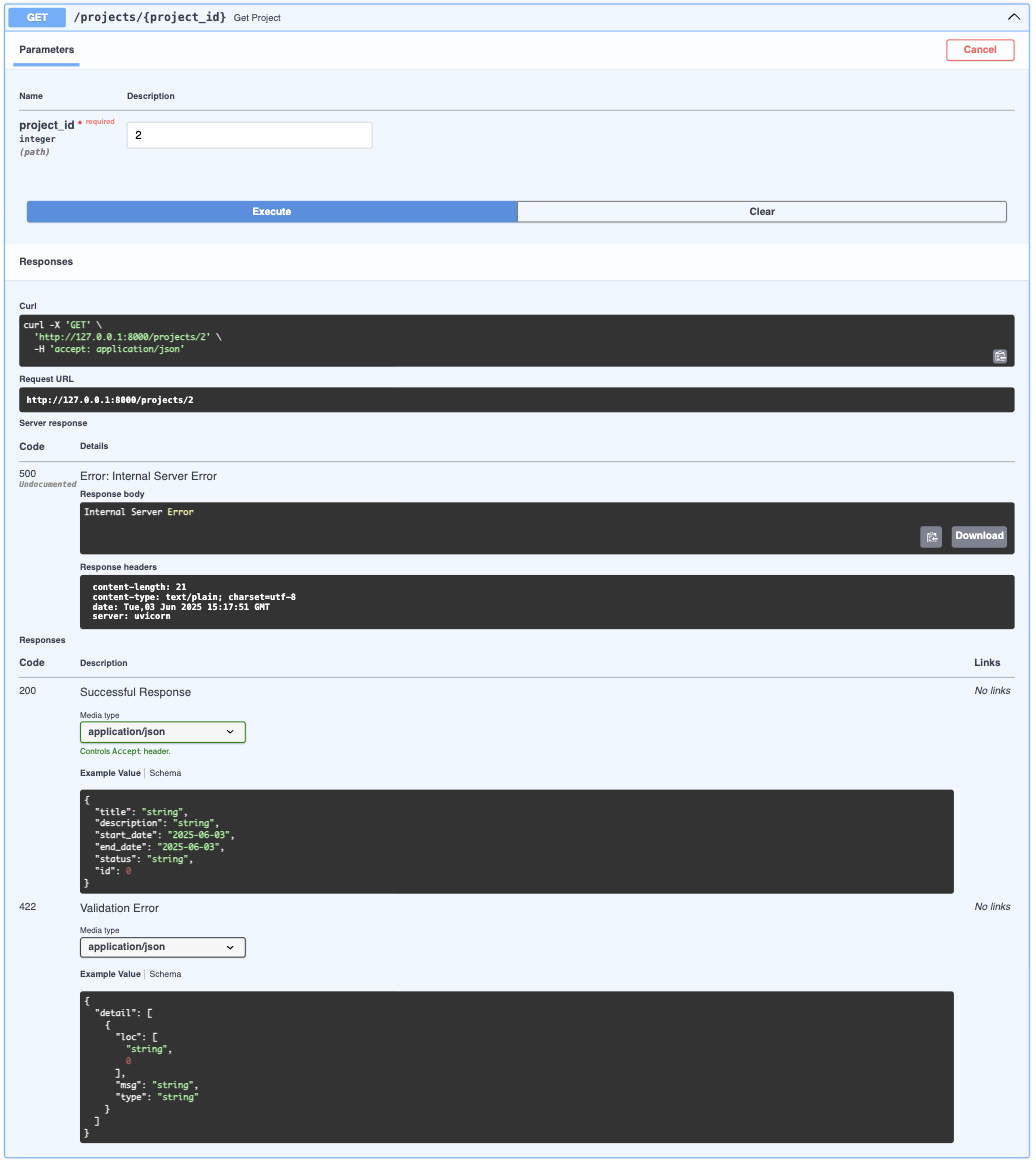 GET /projects/{project_id} Get Project
Parameters
Cancel
Name Description
project_id * required
integer
(path)
2
Execute
Clear
Responses
Curl
curl -X 'GET' \
  'http://127.0.0.1:8000/projects/2' \
  -H 'accept: application/json'
Request URL
http://127.0.0.1:8000/projects/2
Server response
Code Details
500
Undocumented
Error: Internal Server Error
Response body
Internal Server Error
Download
Response headers
content-length: 21
content-type: text/plain; charset=utf-8
date: Tue,03 Jun 2025 15:17:51 GMT
server: uvicorn
Responses
Code Description Links
200 Successful Response No links
Media type
application/json
Controls Accept header.
Example Value Schema
{
  "title": "string",
  "description": "string",
  "start_date": "2025-06-03",
  "end_date": "2025-06-03",
  "status": "string",
  "id": 0
}
422 Validation Error No links
Media type
application/json
Example Value Schema
{
  "detail": [
    {
      "loc": [
        "string",
        0
      ],
      "msg": "string",
      "type": "string"
    }
  ]
}